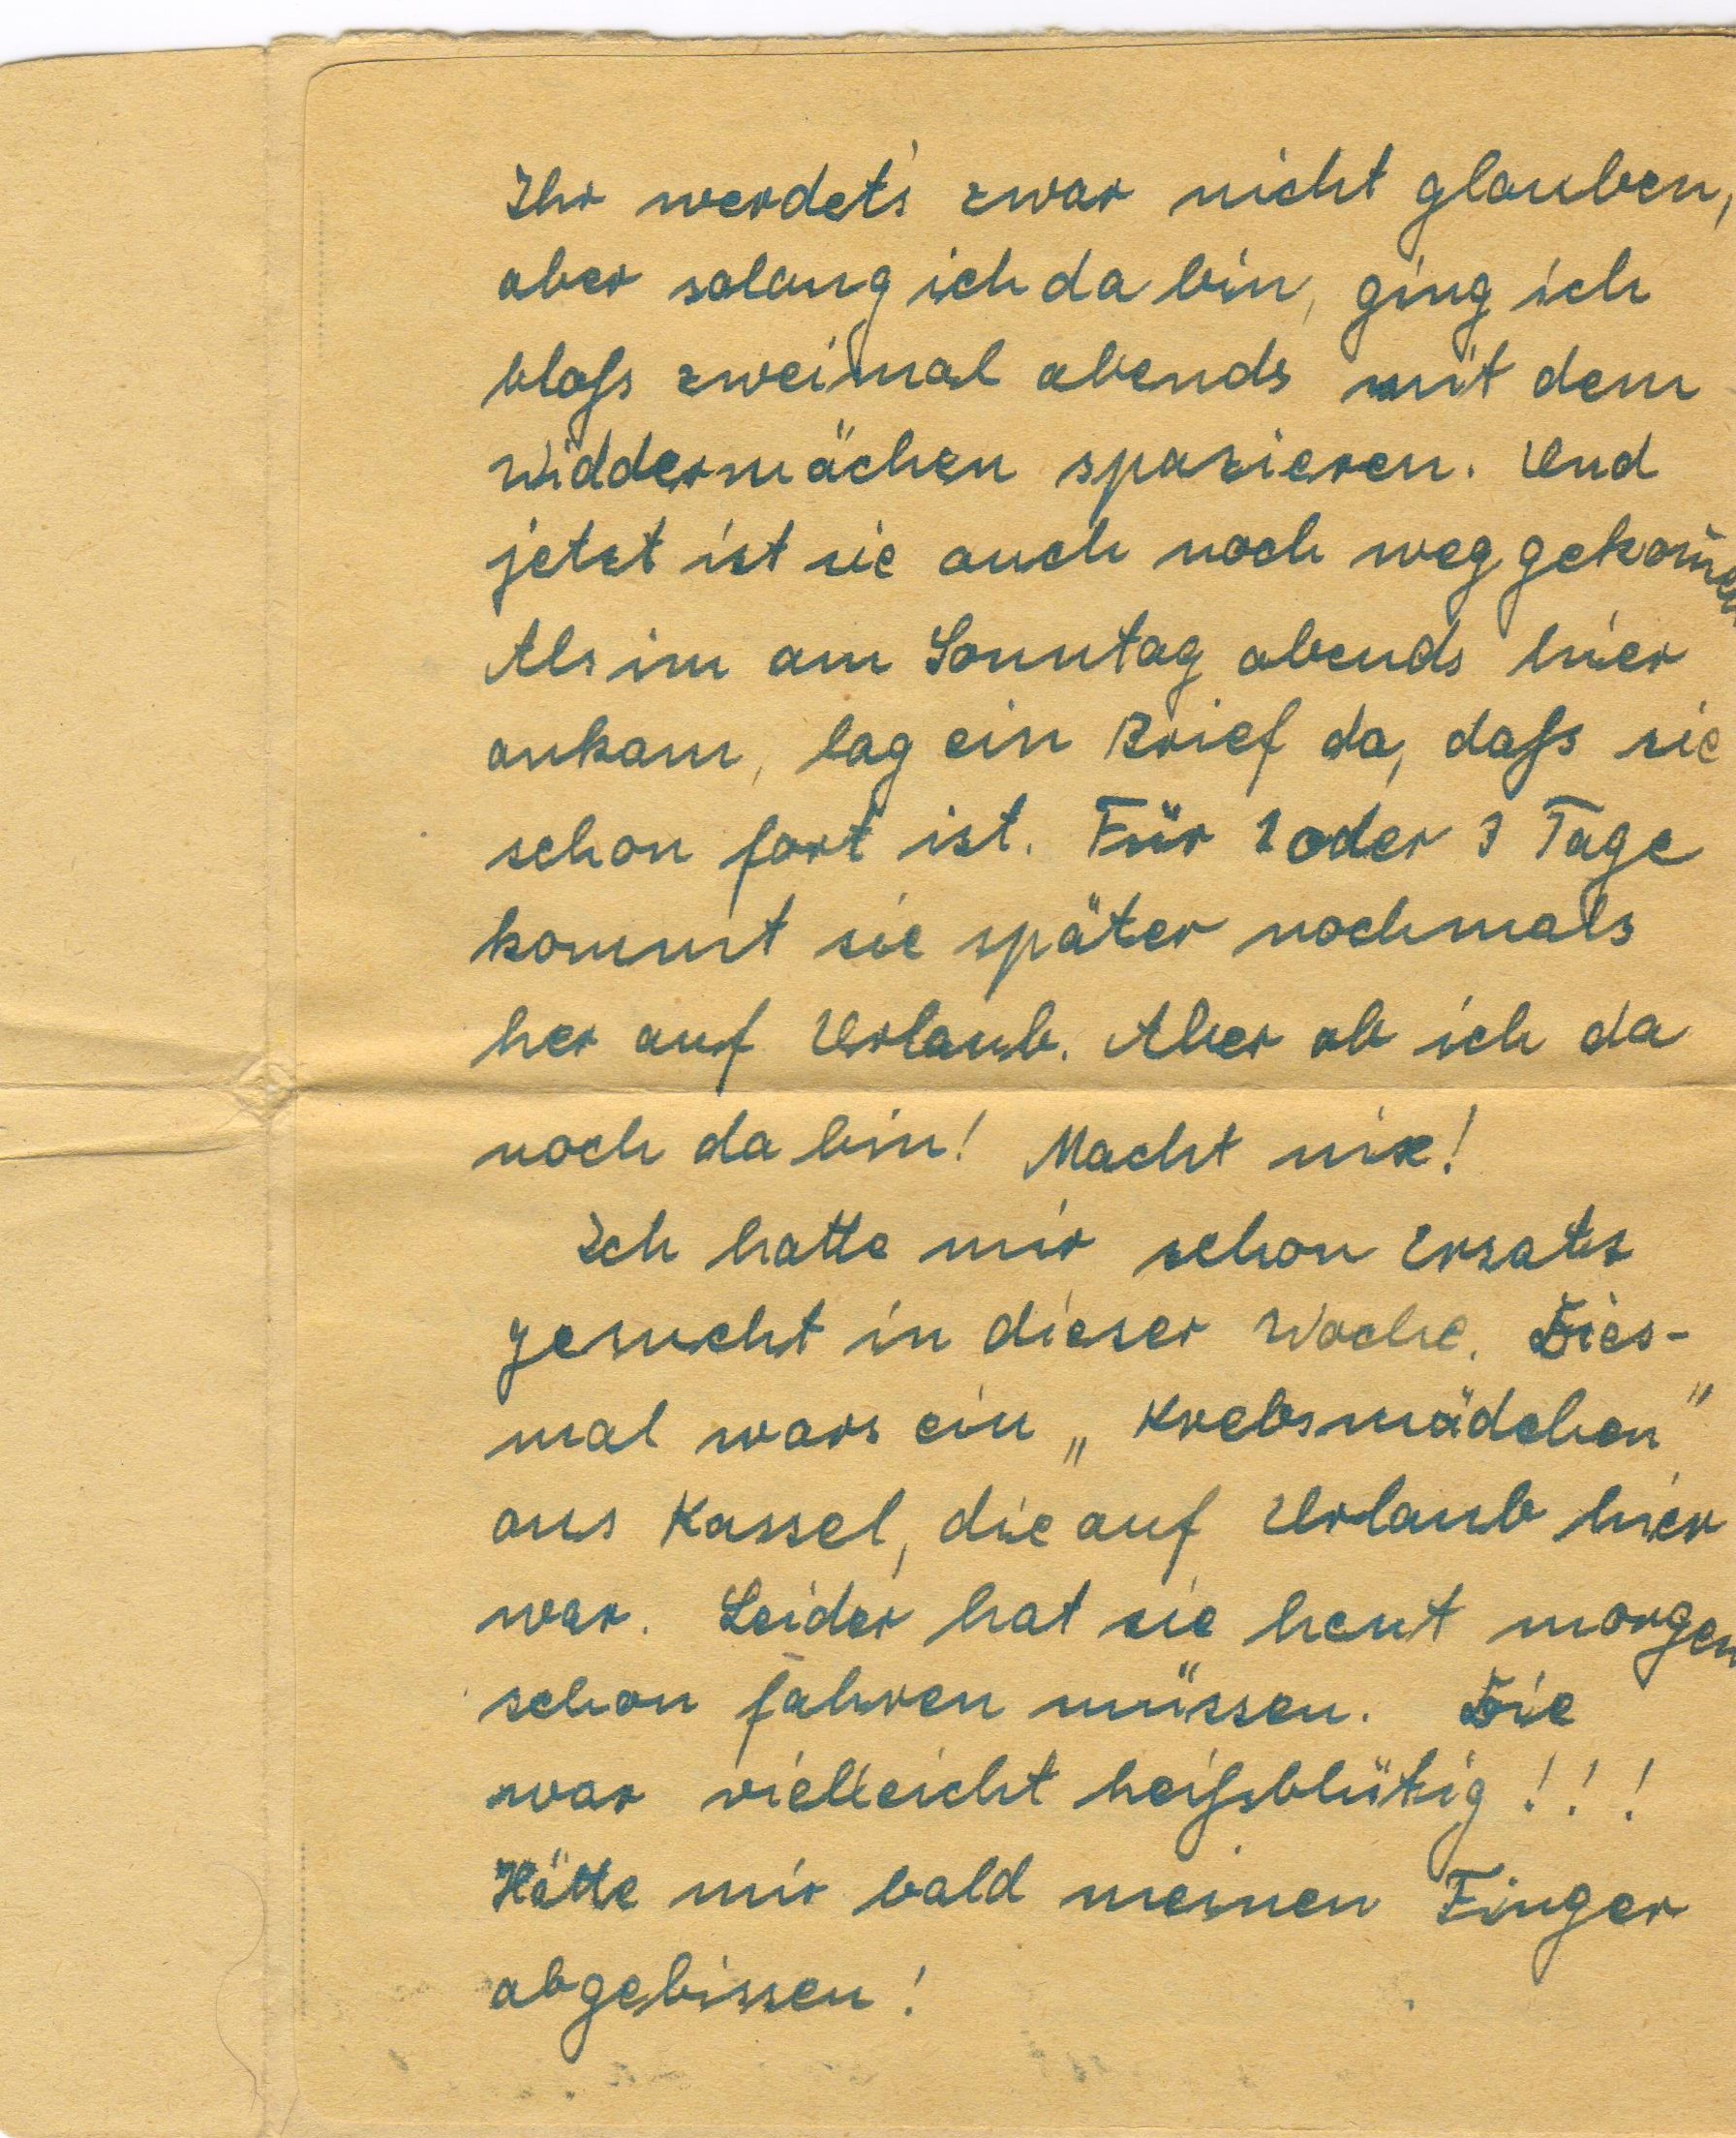 Ihr werdet's zwar nicht glauben,
aber solang ich da bin, ging ich
bloſs zweimal abends mit dem
Widdermächen spazieren. Und
jetzt ist sie auch noch weggekom̄en
Als im am Sonntag abends hier
ankam, lag ein Brief da, daſs sie
schon fort ist. Für 2 oder 3 Tage
kommt sie später nochmals
her auf Urlaub. Aber ob ich da
noch da bin! Macht nix!
Ich hatte mir schon Ersatz
gesucht in dieser Woche. Dies-
mal wars ein „Krebsmädchen"
aus Kassel, die auf Urlaub hier
war. Leider hat sie heut morgen
schon fahren müssen. Die
war vielleicht heiſsblütig!!!
Hätte mir bald meinen Finger
abgebissen!